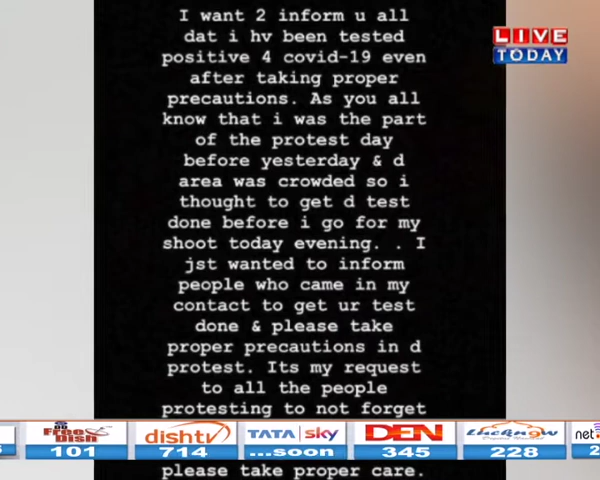 I want 2 inform u all
dat i hv been tested
positive 4 covid-19 even
after taking proper
precautions. As you all
know that i was the part
of the protest day
before yesterday & d
area was crowded so i
thought to get d test
done before i go for my
shoot today evening. . I
jst wanted to inform
people who came in my
contact to get ur test
done & please take
proper precautions in d
protest. Its my request
to all the people
protesting to not forget
please take proper care.
LIVE
TODAY
DD Free Dish
101
dishtv
714
TATA sky
...soon
DEN
345
Lucknow
228
net
2